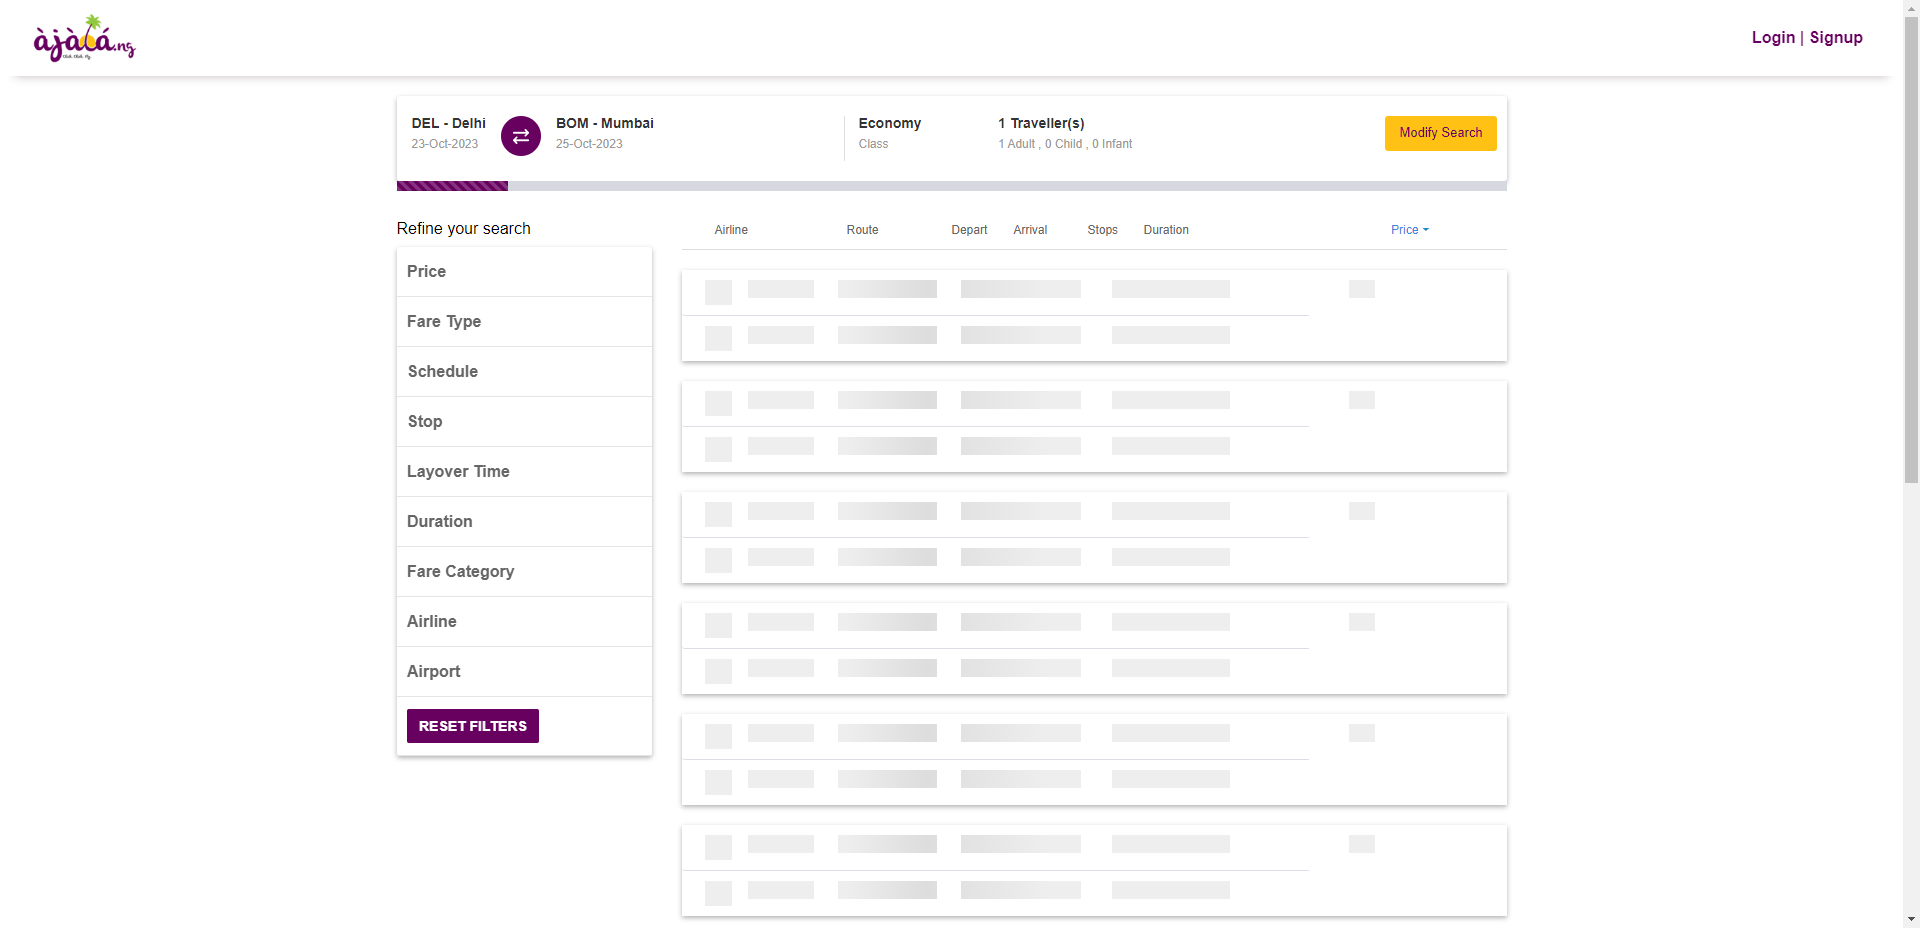 àjàlá.ng
Login | Signup
DEL - Delhi
23-Oct-2023
BOM - Mumbai
25-Oct-2023
Economy
Class
1 Traveller(s)
1 Adult , 0 Child , 0 Infant
Modify Search
Refine your search
Price
Fare Type
Schedule
Stop
Layover Time
Duration
Fare Category
Airline
Airport
RESET FILTERS
Airline Route Depart Arrival Stops Duration Price